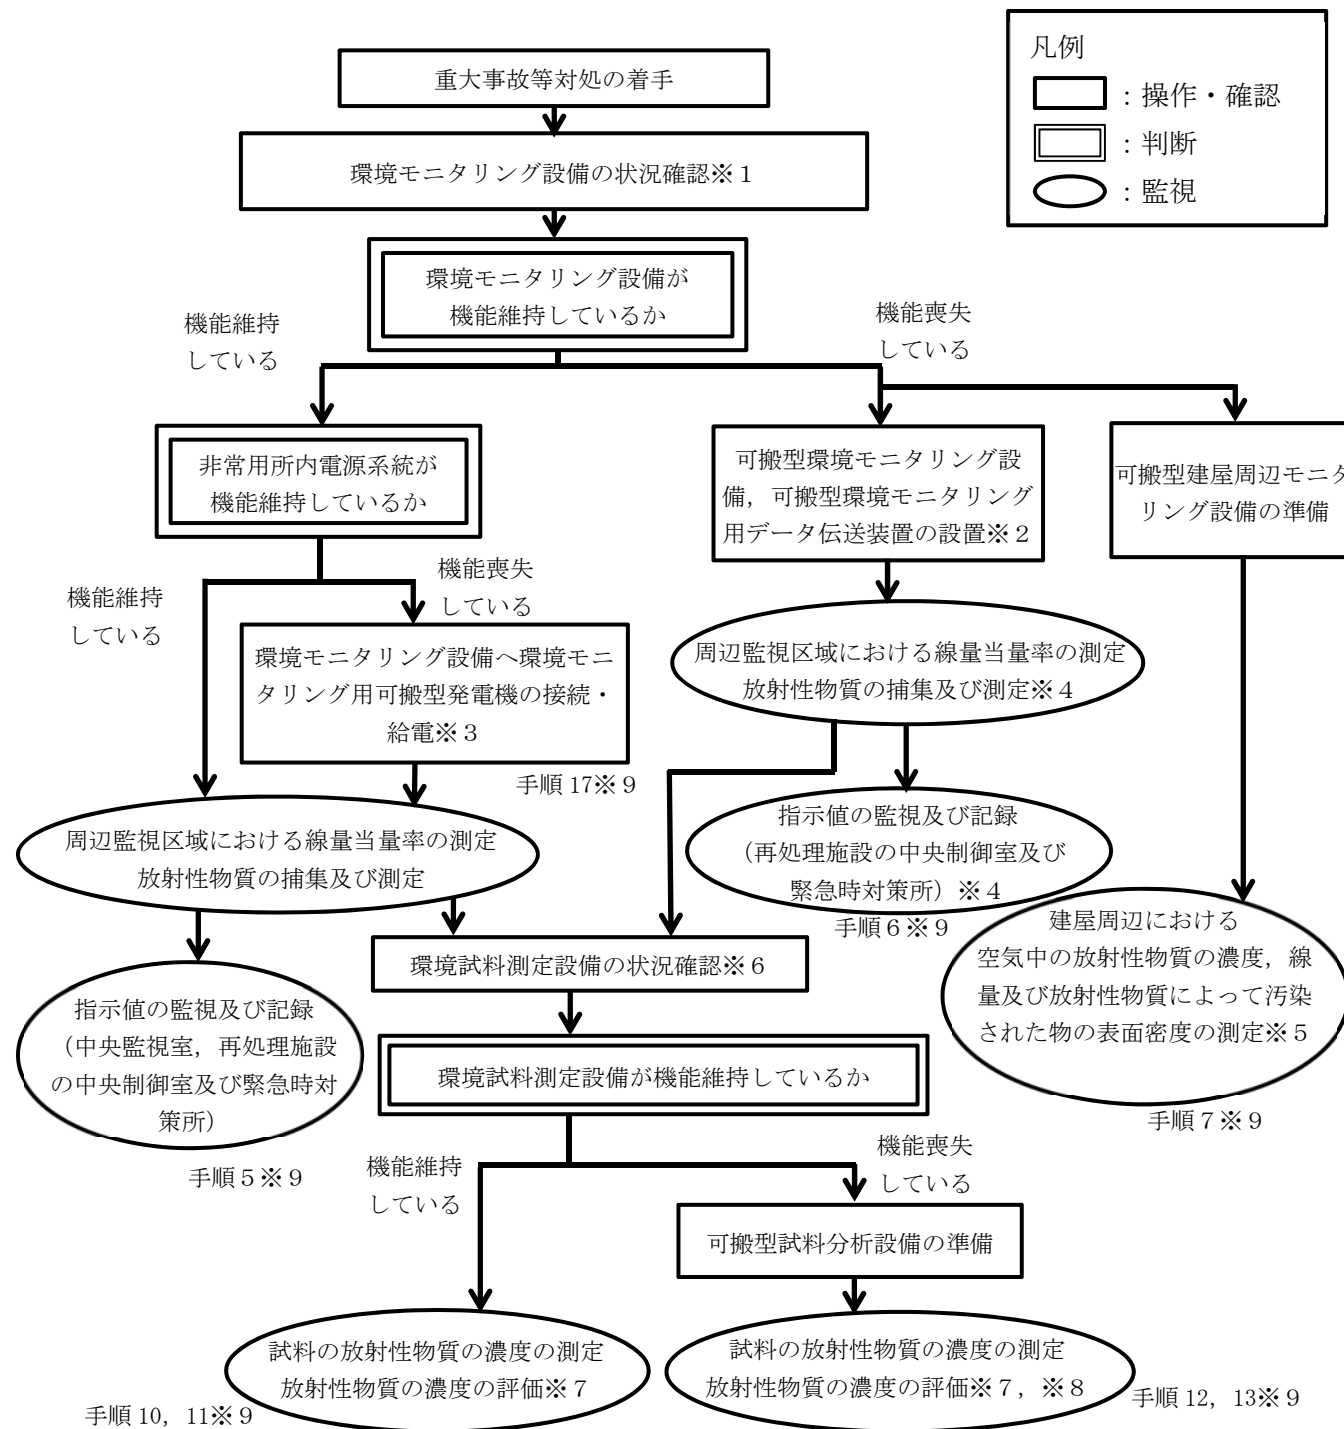 凡例
：操作・確認
：判断
：監視
重大事故等対処の着手
環境モニタリング設備の状況確認※１
環境モニタリング設備が
機能維持しているか
機能維持
している
機能喪失
している
非常用所内電源系統が
機能維持しているか
可搬型環境モニタリング設
備，可搬型環境モニタリング
用データ伝送装置の設置※２
可搬型建屋周辺モニタ
リング設備の準備
機能維持
している
機能喪失
している
環境モニタリング設備へ環境モニ
タリング用可搬型発電機の接続・
給電※３
手順 17※９
周辺監視区域における線量当量率の測定
放射性物質の捕集及び測定※４
周辺監視区域における線量当量率の測定
放射性物質の捕集及び測定
指示値の監視及び記録
（再処理施設の中央制御室及び
緊急時対策所）※４
手順６※９
建屋周辺における
空気中の放射性物質の濃度，線
量及び放射性物質によって汚染
された物の表面密度の測定※５
手順７※９
指示値の監視及び記録
（中央監視室，再処理施設
の中央制御室及び緊急時対
策所）
手順５※９
環境試料測定設備の状況確認※６
環境試料測定設備が機能維持しているか
機能維持
している
機能喪失
している
可搬型試料分析設備の準備
試料の放射性物質の濃度の測定
放射性物質の濃度の評価※７
手順 10，11※９
試料の放射性物質の濃度の測定
放射性物質の濃度の評価※７，※８
手順 12，13※９